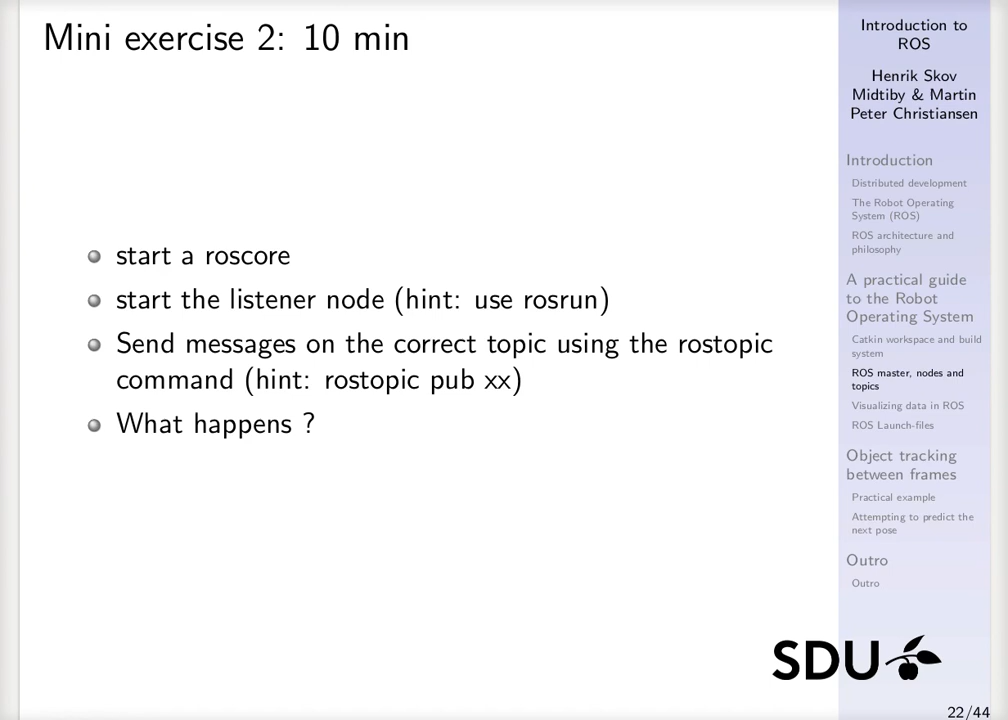 Mini exercise 2: 10 min
start a roscore
start the listener node (hint: use rosrun)
Send messages on the correct topic using the rostopic
command (hint: rostopic pub xx)
What happens ?
Introduction to
ROS
Henrik Skov
Midtiby & Martin
Peter Christiansen
Introduction
Distributed development
The Robot Operating
System (ROS)
ROS architecture and
philosophy
A practical guide
to the Robot
Operating System
Catkin workspace and build
system
ROS master, nodes and
topics
Visualizing data in ROS
ROS Launch-files
Object tracking
between frames
Practical example
Attempting to predict the
next pose
Outro
Outro
SDU
22/44